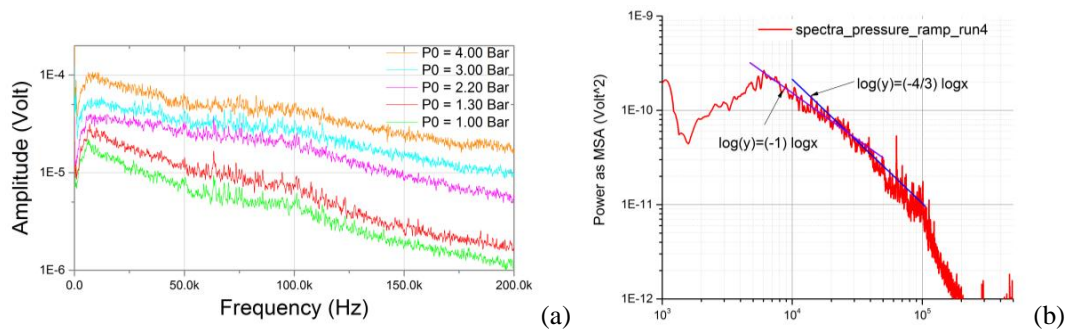 P0 = 4.00 Bar
P0 = 3.00 Bar
P0 = 2.20 Bar
P0 = 1.30 Bar
P0 = 1.00 Bar
1E-4
1E-5
1E-6
Amplitude (Volt)
0.0
50.0k
100.0k
150.0k
200.0k
Frequency (Hz)
(a)
1E-9
1E-10
1E-11
1E-12
Power as MSA (Volt^2)
spectra_pressure_ramp_run4
log(y)=(-4/3) logx
log(y)=(-1) logx
10³
10⁴
10⁵
Frequency (Hz)
(b)